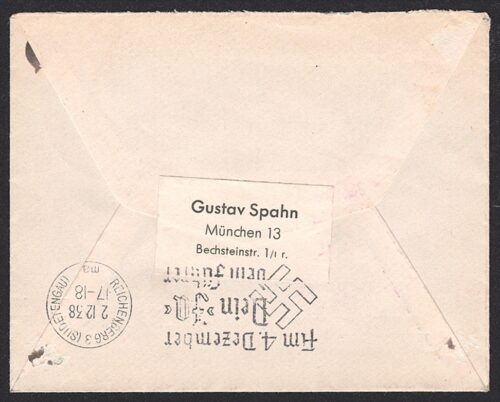 Gustav Spahn
München 13
Bechsteinstr. 1/I r.
REICHENBERG 3 (SUDETENGAU)
2.12.38
17-18
ma
Am 4. Dezember
Dein »Ja«
dem Führer